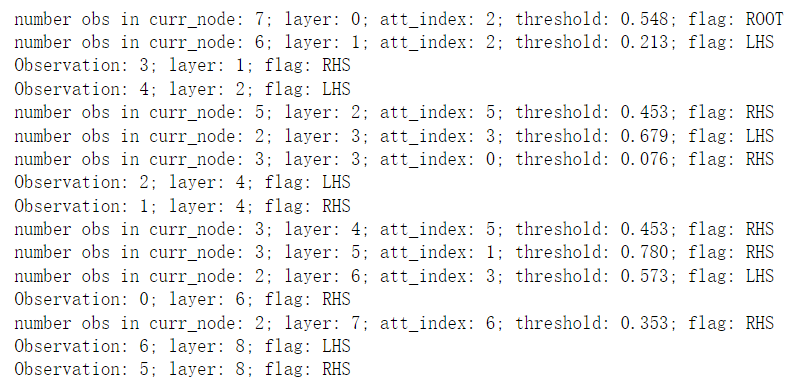 number obs in curr_node: 7; layer: 0; att_index: 2; threshold: 0.548; flag: ROOT
number obs in curr_node: 6; layer: 1; att_index: 2; threshold: 0.213; flag: LHS
Observation: 3; layer: 1; flag: RHS
Observation: 4; layer: 2; flag: LHS
number obs in curr_node: 5; layer: 2; att_index: 5; threshold: 0.453; flag: RHS
number obs in curr_node: 2; layer: 3; att_index: 3; threshold: 0.679; flag: LHS
number obs in curr_node: 3; layer: 3; att_index: 0; threshold: 0.076; flag: RHS
Observation: 2; layer: 4; flag: LHS
Observation: 1; layer: 4; flag: RHS
number obs in curr_node: 3; layer: 4; att_index: 5; threshold: 0.453; flag: RHS
number obs in curr_node: 3; layer: 5; att_index: 1; threshold: 0.780; flag: RHS
number obs in curr_node: 2; layer: 6; att_index: 3; threshold: 0.573; flag: LHS
Observation: 0; layer: 6; flag: RHS
number obs in curr_node: 2; layer: 7; att_index: 6; threshold: 0.353; flag: RHS
Observation: 6; layer: 8; flag: LHS
Observation: 5; layer: 8; flag: RHS